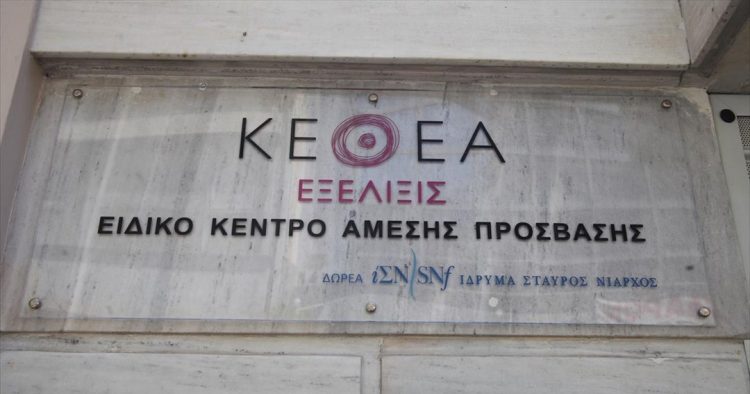 ΚΕΘΕΑ
ΕΞΕΛΙΞΙΣ
ΕΙΔΙΚΟ ΚΕΝΤΡΟ ΑΜΕΣΗΣ ΠΡΟΣΒΑΣΗΣ
ΔΩΡΕΑ ιΣΝ SNf ΙΔΡΥΜΑ ΣΤΑΥΡΟΣ ΝΙΑΡΧΟΣ